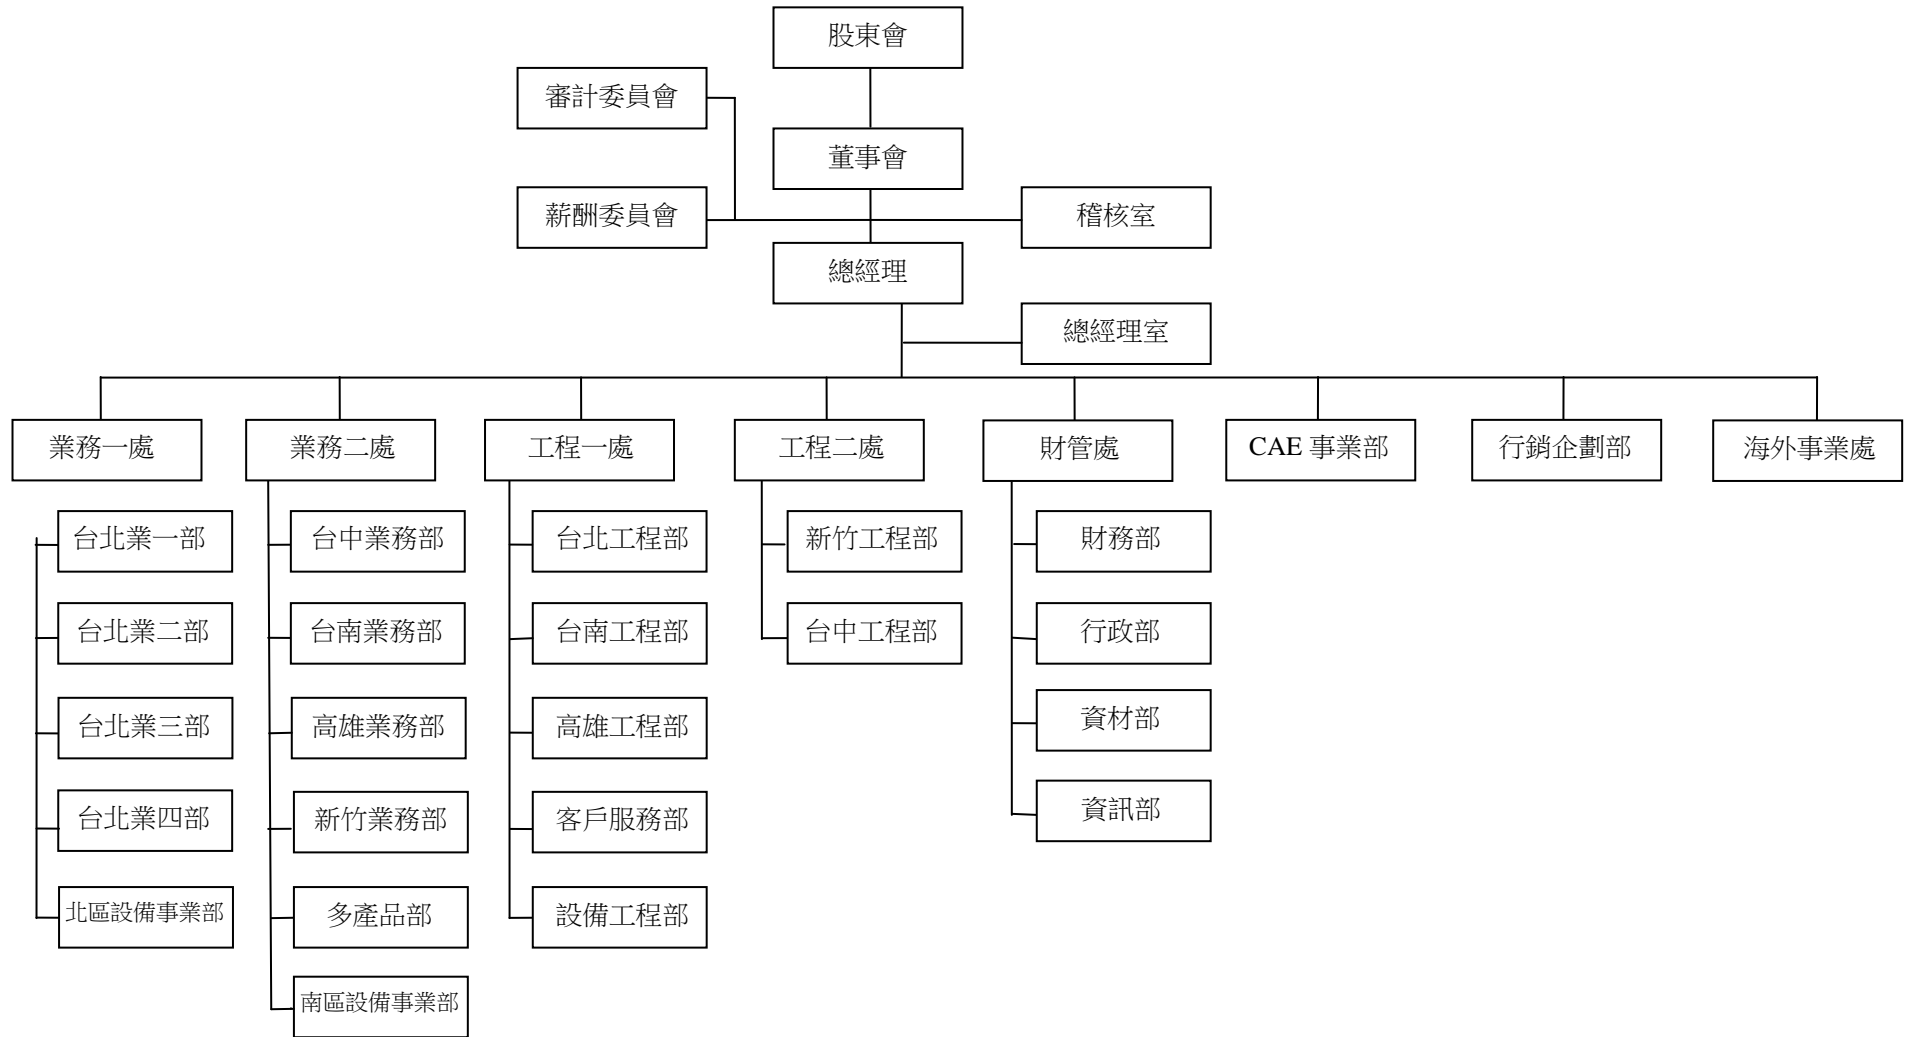 股東會
審計委員會
董事會
薪酬委員會
稽核室
總經理
總經理室
業務一處
業務二處
工程一處
工程二處
財管處
CAE 事業部
行銷企劃部
海外事業處
台北業一部
台中業務部
台北工程部
新竹工程部
財務部
台北業二部
台南業務部
台南工程部
台中工程部
行政部
台北業三部
高雄業務部
高雄工程部
資材部
台北業四部
新竹業務部
客戶服務部
資訊部
北區設備事業部
多產品部
設備工程部
南區設備事業部